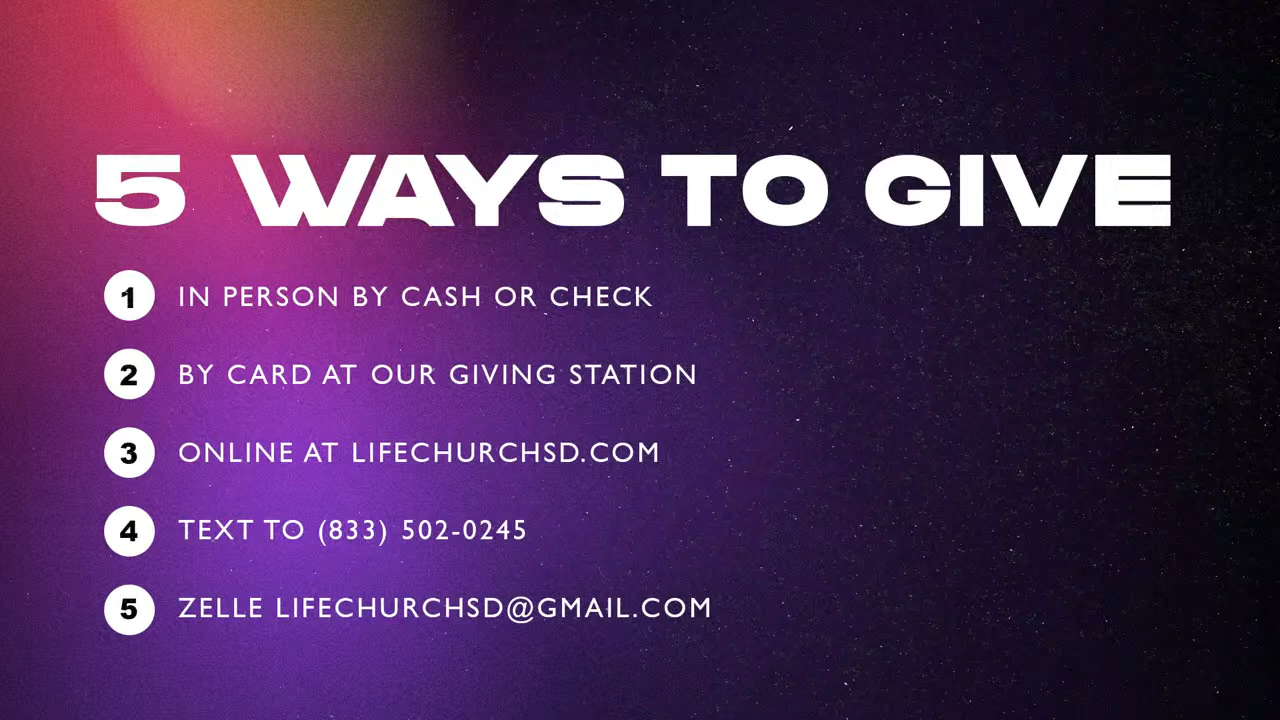 5 WAYS TO GIVE
1 IN PERSON BY CASH OR CHECK
2 BY CARD AT OUR GIVING STATION
3 ONLINE AT LIFECHURCHSD.COM
4 TEXT TO (833) 502-0245
5 ZELLE LIFECHURCHSD@GMAIL.COM